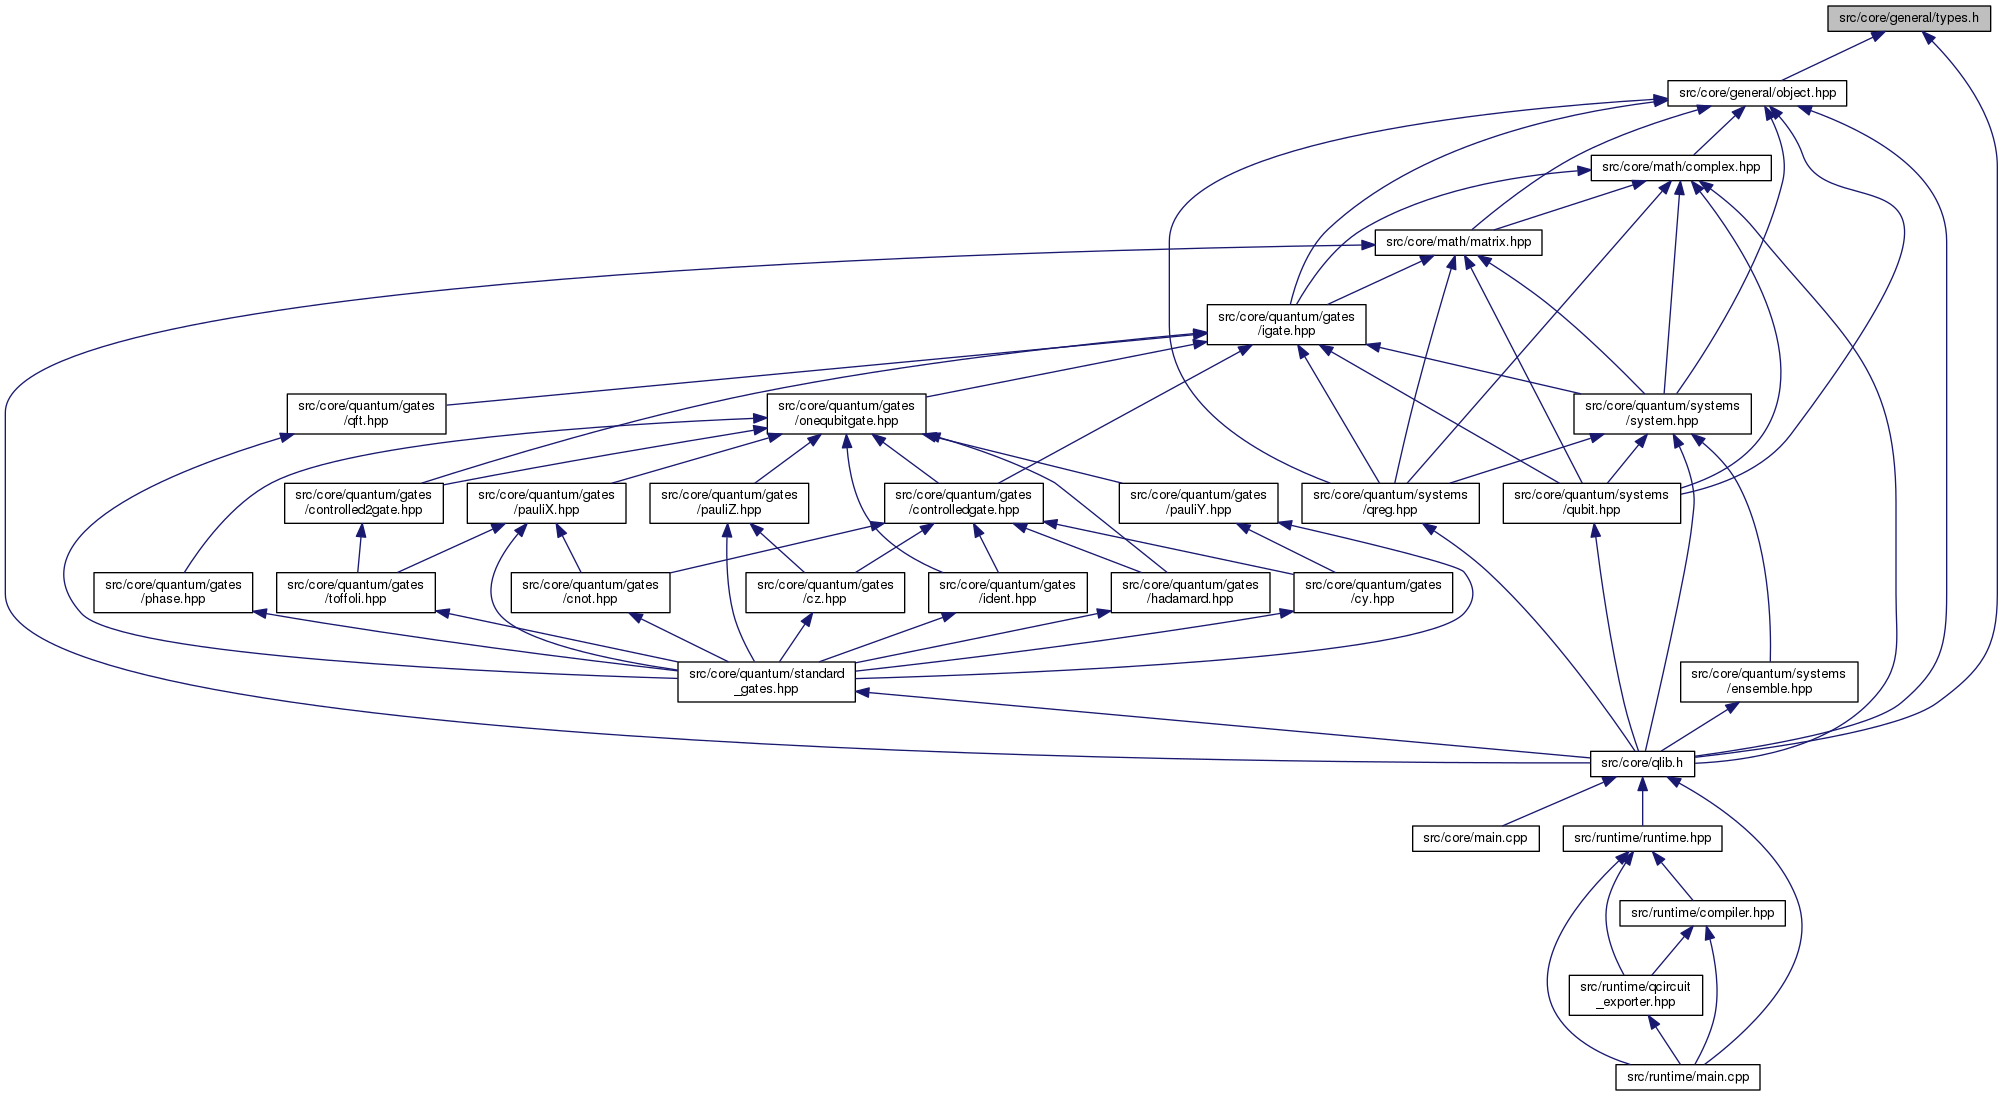 src/core/general/types.h
src/core/general/object.hpp
src/core/math/complex.hpp
src/core/math/matrix.hpp
src/core/quantum/gates
/igate.hpp
src/core/quantum/gates
/qft.hpp
src/core/quantum/gates
/onequbitgate.hpp
src/core/quantum/systems
/system.hpp
src/core/quantum/gates
/controlled2gate.hpp
src/core/quantum/gates
/pauliX.hpp
src/core/quantum/gates
/pauliZ.hpp
src/core/quantum/gates
/controlledgate.hpp
src/core/quantum/gates
/pauliY.hpp
src/core/quantum/systems
/qreg.hpp
src/core/quantum/systems
/qubit.hpp
src/core/quantum/gates
/phase.hpp
src/core/quantum/gates
/toffoli.hpp
src/core/quantum/gates
/cnot.hpp
src/core/quantum/gates
/cz.hpp
src/core/quantum/gates
/ident.hpp
src/core/quantum/gates
/hadamard.hpp
src/core/quantum/gates
/cy.hpp
src/core/quantum/standard
_gates.hpp
src/core/quantum/systems
/ensemble.hpp
src/core/qlib.h
src/core/main.cpp
src/runtime/runtime.hpp
src/runtime/compiler.hpp
src/runtime/qcircuit
_exporter.hpp
src/runtime/main.cpp